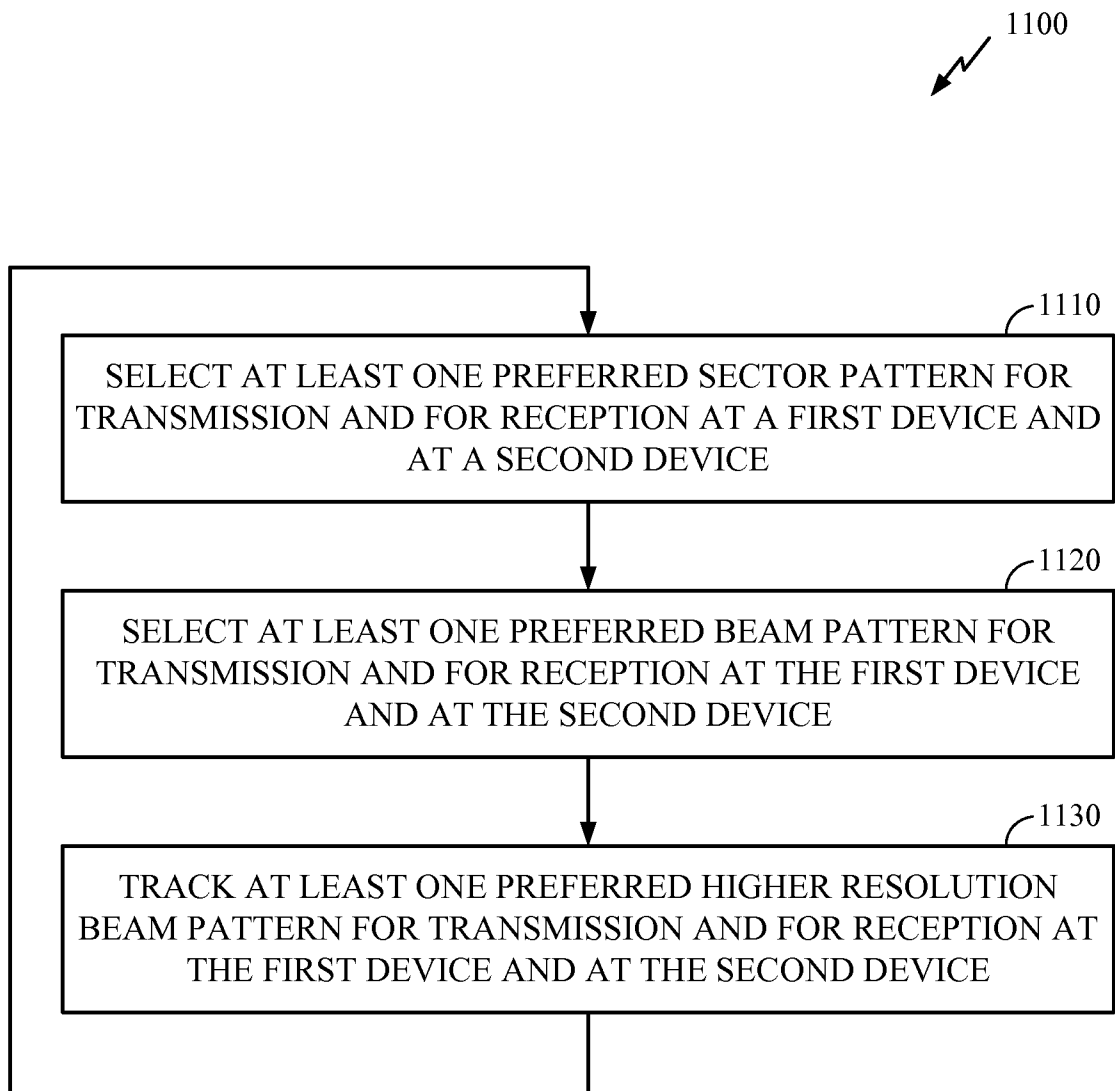 1100
1110
SELECT AT LEAST ONE PREFERRED SECTOR PATTERN FOR
TRANSMISSION AND FOR RECEPTION AT A FIRST DEVICE AND
AT A SECOND DEVICE
1120
SELECT AT LEAST ONE PREFERRED BEAM PATTERN FOR
TRANSMISSION AND FOR RECEPTION AT THE FIRST DEVICE
AND AT THE SECOND DEVICE
1130
TRACK AT LEAST ONE PREFERRED HIGHER RESOLUTION
BEAM PATTERN FOR TRANSMISSION AND FOR RECEPTION AT
THE FIRST DEVICE AND AT THE SECOND DEVICE